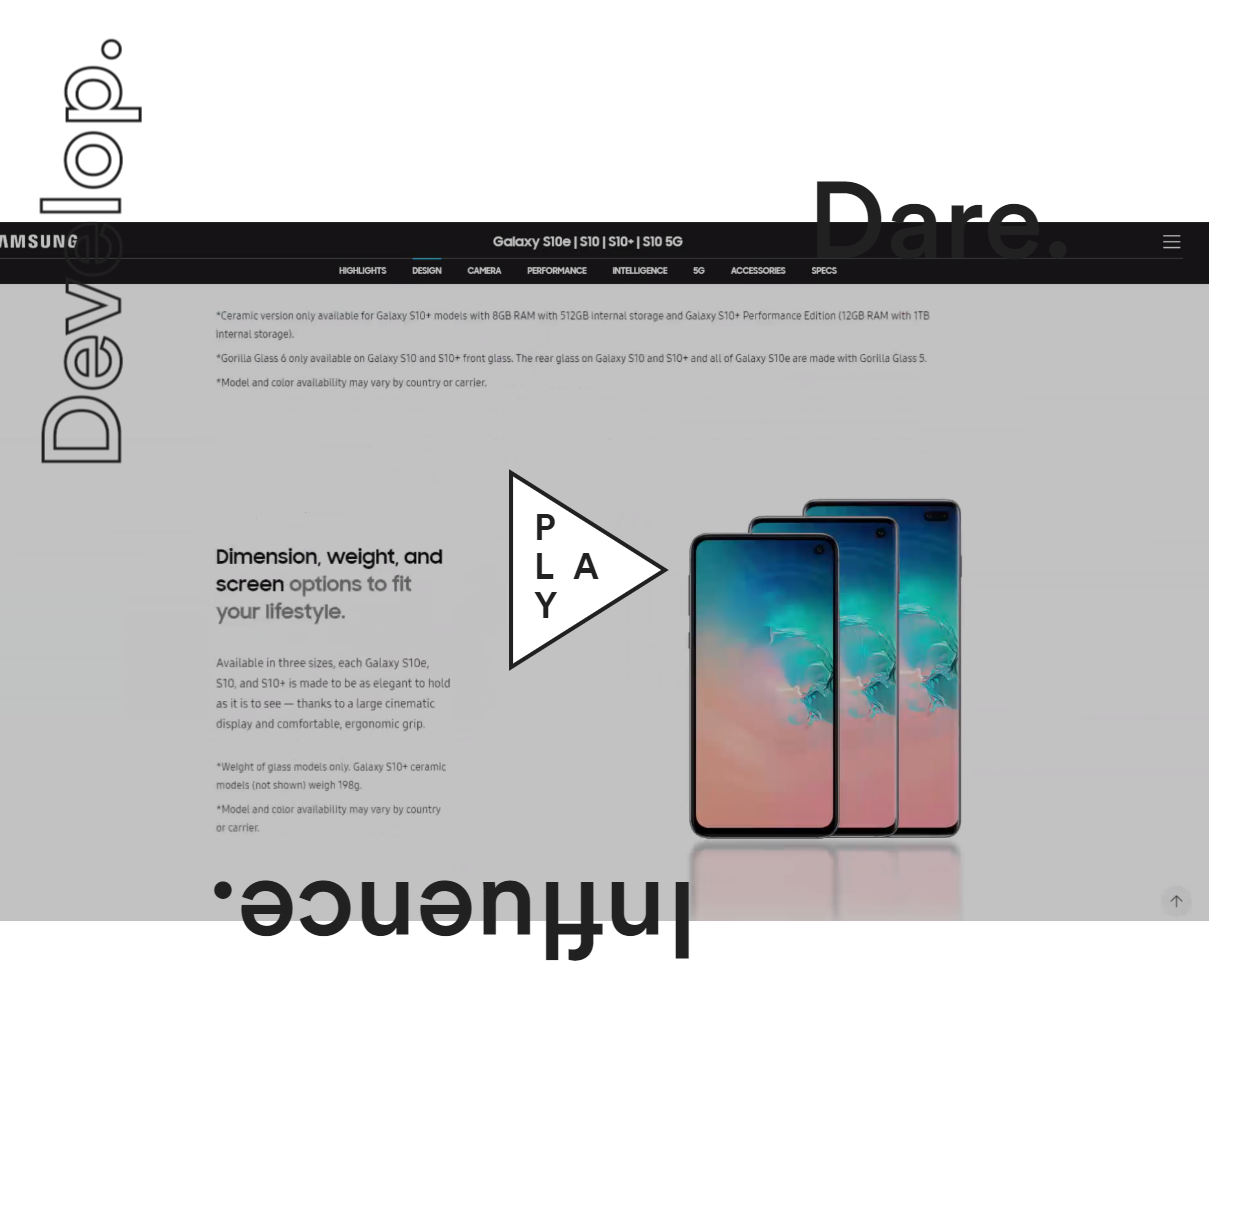 Develop.
Dare.
AMSUNG
Galaxy S10e | S10 | S10+ | S10 5G
HIGHLIGHTS DESIGN CAMERA PERFORMANCE INTELLIGENCE 5G ACCESSORIES SPECS
*Ceramic version only available for Galaxy S10+ models with 8GB RAM with 512GB internal storage and Galaxy S10+ Performance Edition (12GB RAM with 1TB
internal storage).
*Gorilla Glass 6 only available on Galaxy S10 and S10+ front glass. The rear glass on Galaxy S10 and S10+ and all of Galaxy S10e are made with Gorilla Glass 5.
*Model and color availability may vary by country or carrier.
Dimension, weight, and
screen options to fit
your lifestyle.
Available in three sizes, each Galaxy S10e,
S10, and S10+ is made to be as elegant to hold
as it is to see — thanks to a large cinematic
display and comfortable, ergonomic grip.
*Weight of glass models only. Galaxy S10+ ceramic
models (not shown) weigh 198g.
*Model and color availability may vary by country
or carrier.
P
L A
Y
Influence.